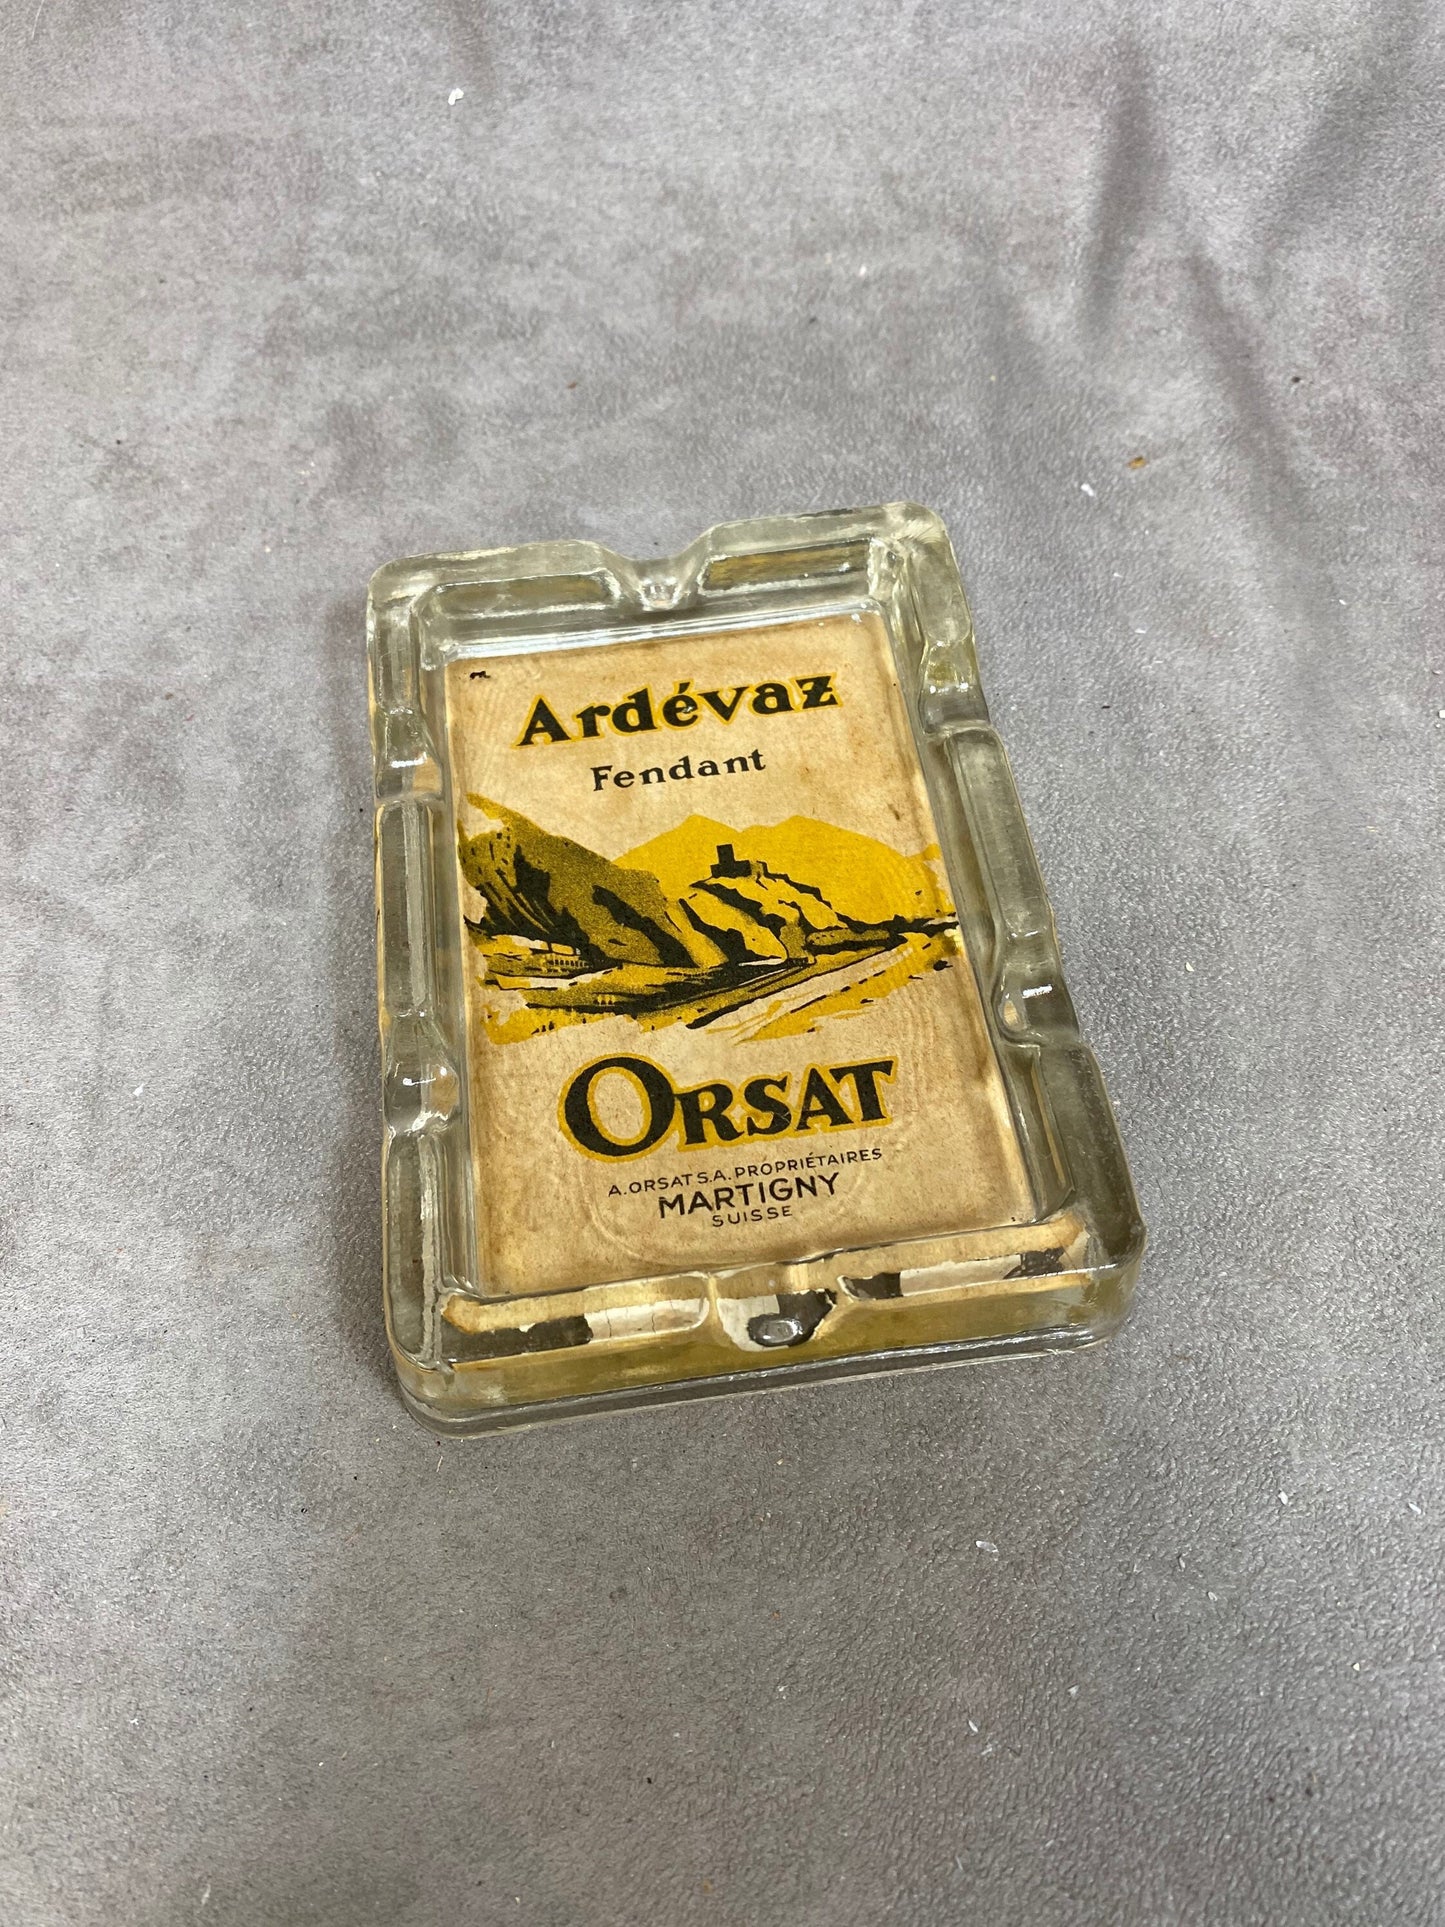 Ardévaz
Fendant
ORSAT
A. ORSAT S.A. PROPRIÉTAIRES
MARTIGNY
SUISSE